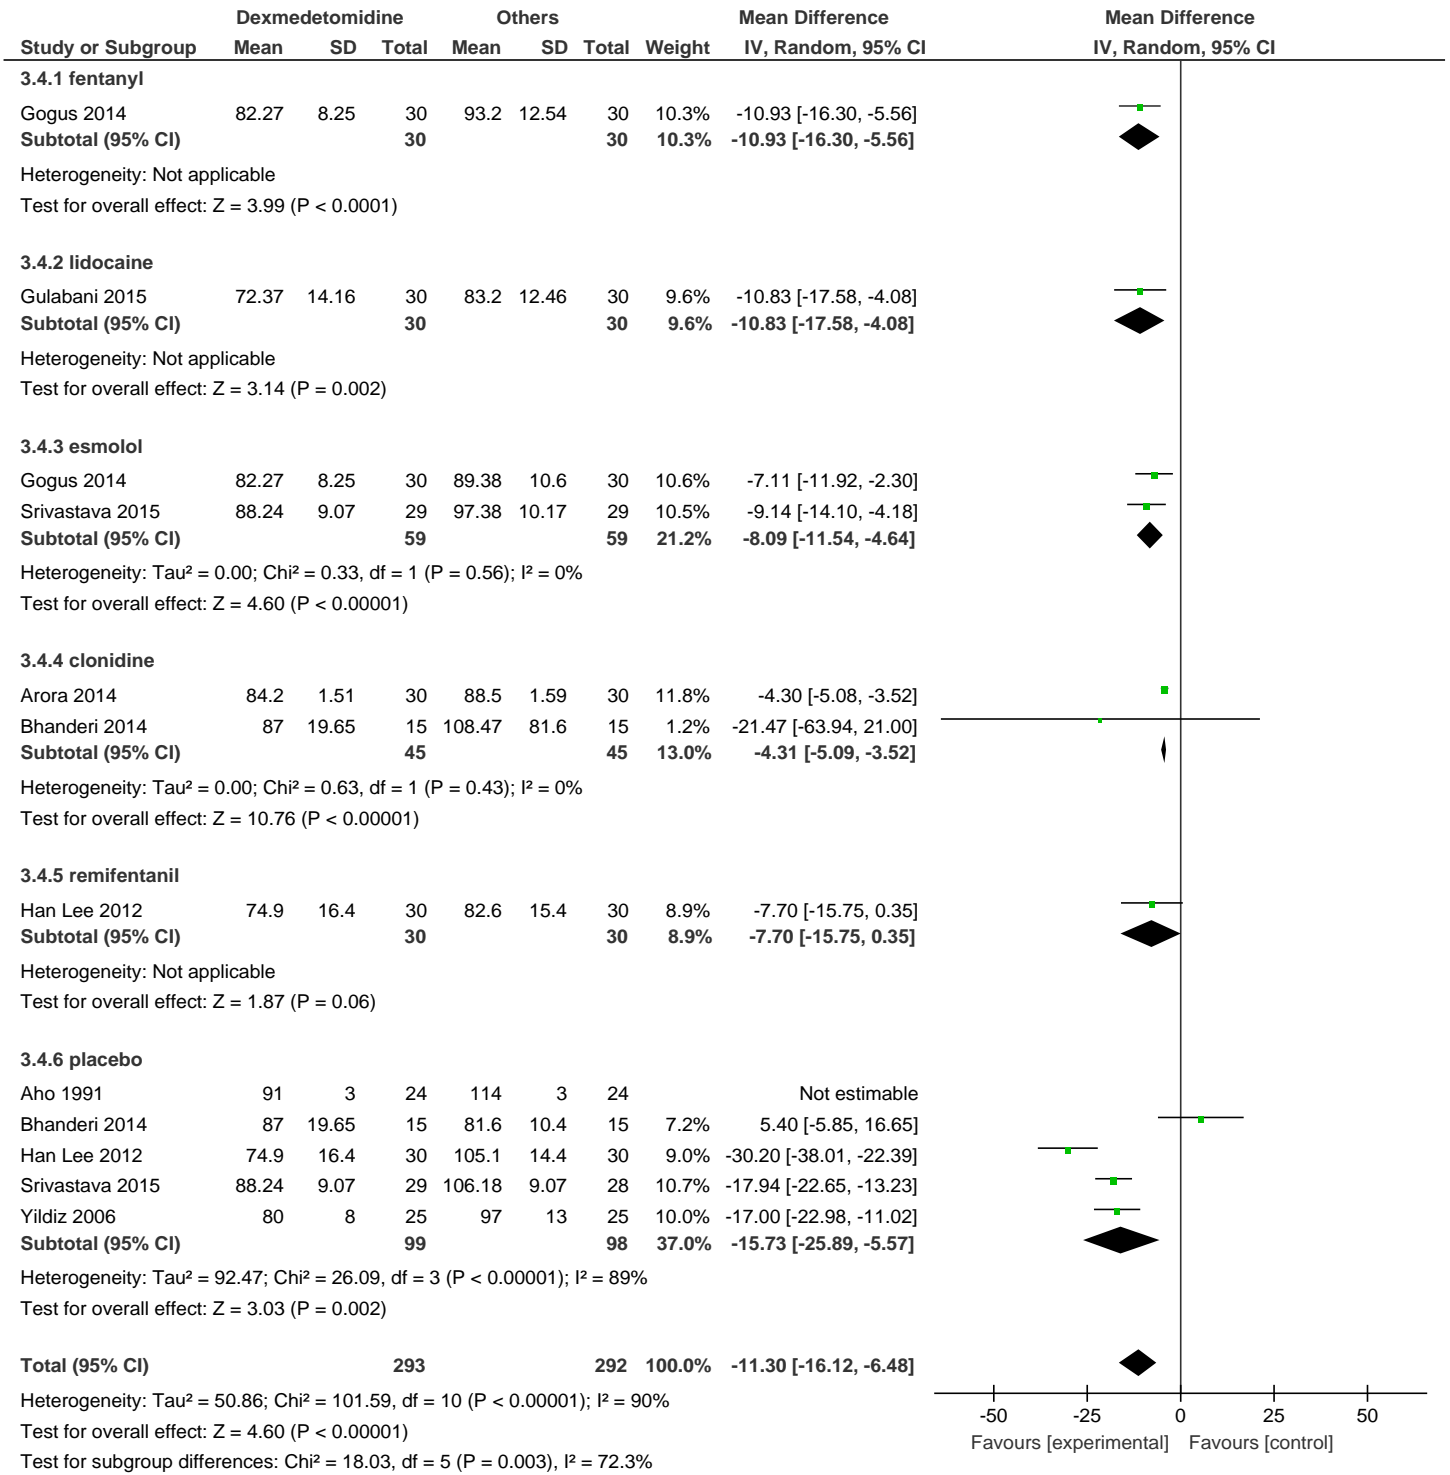 Dexmedetomidine Others Mean Difference Mean Difference
Study or Subgroup Mean SD Total Mean SD Total Weight IV, Random, 95% CI IV, Random, 95% CI
3.4.1 fentanyl
Gogus 2014 82.27 8.25 30 93.2 12.54 30 10.3% -10.93 [-16.30, -5.56]
Subtotal (95% CI) 30 30 10.3% -10.93 [-16.30, -5.56]
Heterogeneity: Not applicable
Test for overall effect: Z = 3.99 (P < 0.0001)
3.4.2 lidocaine
Gulabani 2015 72.37 14.16 30 83.2 12.46 30 9.6% -10.83 [-17.58, -4.08]
Subtotal (95% CI) 30 30 9.6% -10.83 [-17.58, -4.08]
Heterogeneity: Not applicable
Test for overall effect: Z = 3.14 (P = 0.002)
3.4.3 esmolol
Gogus 2014 82.27 8.25 30 89.38 10.6 30 10.6% -7.11 [-11.92, -2.30]
Srivastava 2015 88.24 9.07 29 97.38 10.17 29 10.5% -9.14 [-14.10, -4.18]
Subtotal (95% CI) 59 59 21.2% -8.09 [-11.54, -4.64]
Heterogeneity: Tau² = 0.00; Chi² = 0.33, df = 1 (P = 0.56); I² = 0%
Test for overall effect: Z = 4.60 (P < 0.00001)
3.4.4 clonidine
Arora 2014 84.2 1.51 30 88.5 1.59 30 11.8% -4.30 [-5.08, -3.52]
Bhanderi 2014 87 19.65 15 108.47 81.6 15 1.2% -21.47 [-63.94, 21.00]
Subtotal (95% CI) 45 45 13.0% -4.31 [-5.09, -3.52]
Heterogeneity: Tau² = 0.00; Chi² = 0.63, df = 1 (P = 0.43); I² = 0%
Test for overall effect: Z = 10.76 (P < 0.00001)
3.4.5 remifentanil
Han Lee 2012 74.9 16.4 30 82.6 15.4 30 8.9% -7.70 [-15.75, 0.35]
Subtotal (95% CI) 30 30 8.9% -7.70 [-15.75, 0.35]
Heterogeneity: Not applicable
Test for overall effect: Z = 1.87 (P = 0.06)
3.4.6 placebo
Aho 1991 91 3 24 114 3 24 Not estimable
Bhanderi 2014 87 19.65 15 81.6 10.4 15 7.2% 5.40 [-5.85, 16.65]
Han Lee 2012 74.9 16.4 30 105.1 14.4 30 9.0% -30.20 [-38.01, -22.39]
Srivastava 2015 88.24 9.07 29 106.18 9.07 28 10.7% -17.94 [-22.65, -13.23]
Yildiz 2006 80 8 25 97 13 25 10.0% -17.00 [-22.98, -11.02]
Subtotal (95% CI) 99 98 37.0% -15.73 [-25.89, -5.57]
Heterogeneity: Tau² = 92.47; Chi² = 26.09, df = 3 (P < 0.00001); I² = 89%
Test for overall effect: Z = 3.03 (P = 0.002)
Total (95% CI) 293 292 100.0% -11.30 [-16.12, -6.48]
Heterogeneity: Tau² = 50.86; Chi² = 101.59, df = 10 (P < 0.00001); I² = 90%
Test for overall effect: Z = 4.60 (P < 0.00001)
Test for subgroup differences: Chi² = 18.03, df = 5 (P = 0.003), I² = 72.3%
-50 -25 0 25 50
Favours [experimental] Favours [control]